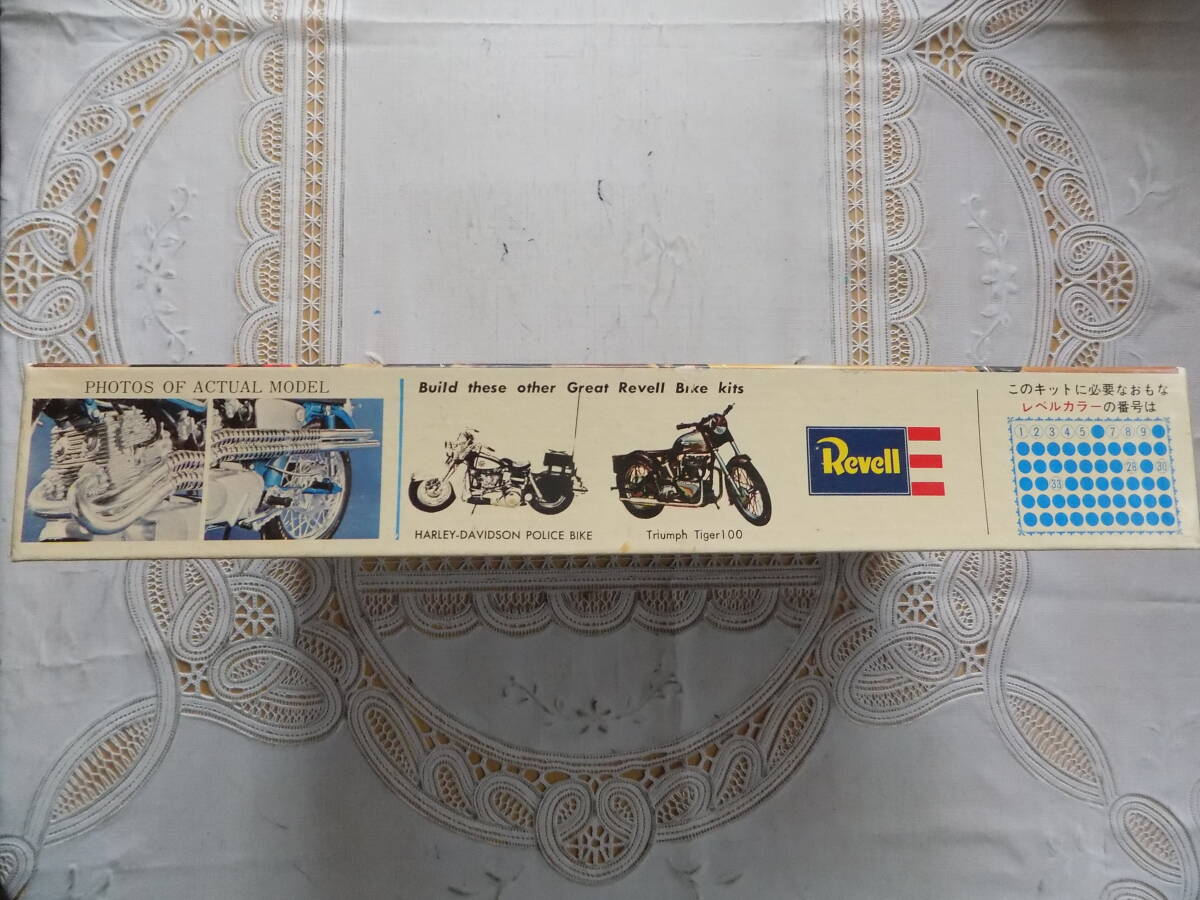 PHOTOS OF ACTUAL MODEL
Build these other Great Revell Bike kits
HARLEY-DAVIDSON POLICE BIKE
Triumph Tiger100
Revell
このキットに必要なおもな
レベルカラーの番号は
1 2 3 4 5 7 8 9
28 30
33